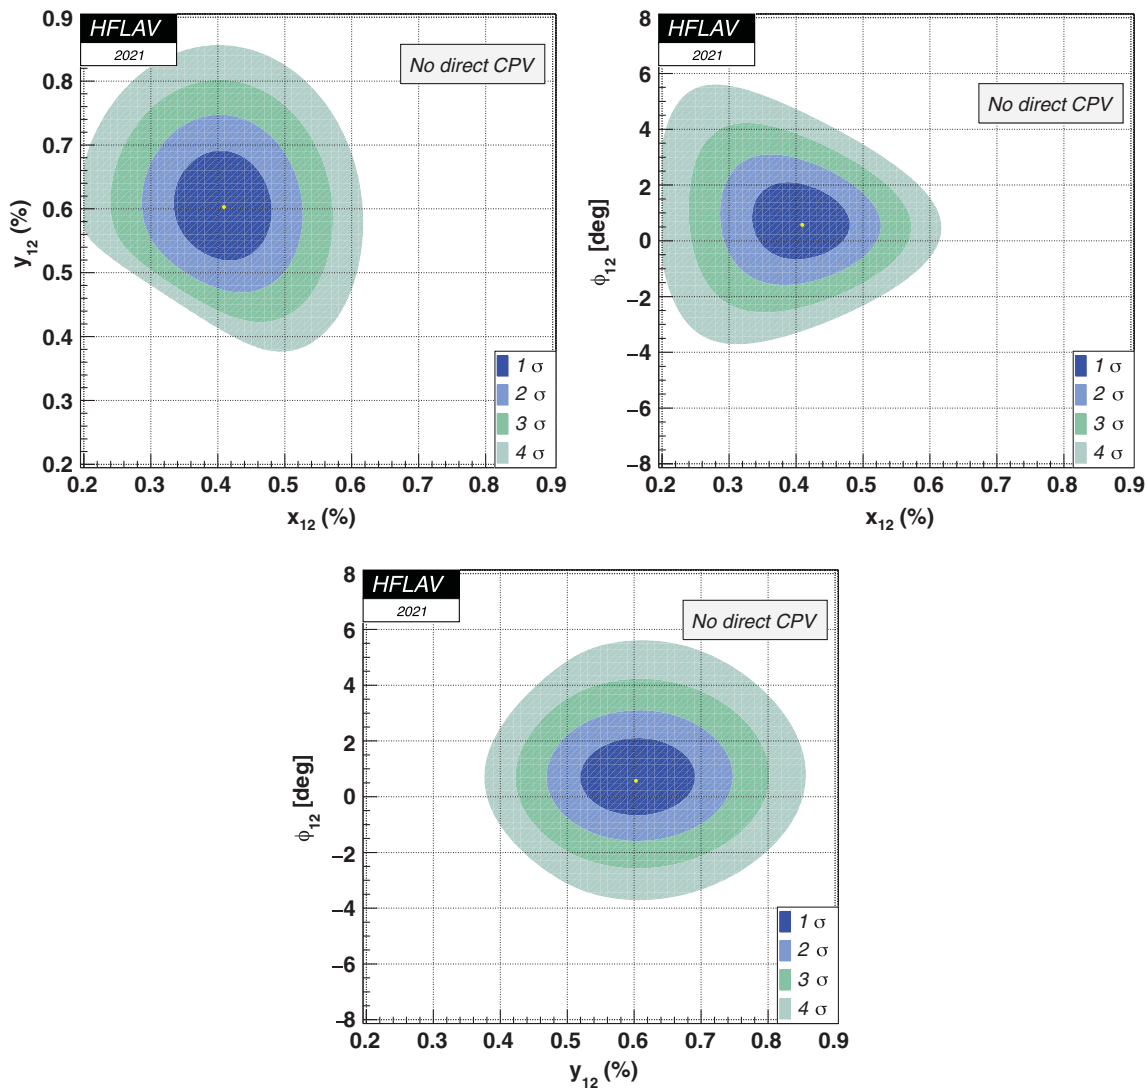 HFLAV
2021
No direct CPV
0.9
0.8
0.7
0.6
0.5
0.4
0.3
0.2
y12 (%)
1 σ
2 σ
3 σ
4 σ
0.2 0.3 0.4 0.5 0.6 0.7 0.8 0.9
x12 (%)
HFLAV
2021
No direct CPV
8
6
4
2
0
−2
−4
−6
−8
ϕ12 [deg]
1 σ
2 σ
3 σ
4 σ
0.2 0.3 0.4 0.5 0.6 0.7 0.8 0.9
x12 (%)
HFLAV
2021
No direct CPV
8
6
4
2
0
−2
−4
−6
−8
ϕ12 [deg]
1 σ
2 σ
3 σ
4 σ
0.2 0.3 0.4 0.5 0.6 0.7 0.8 0.9
y12 (%)